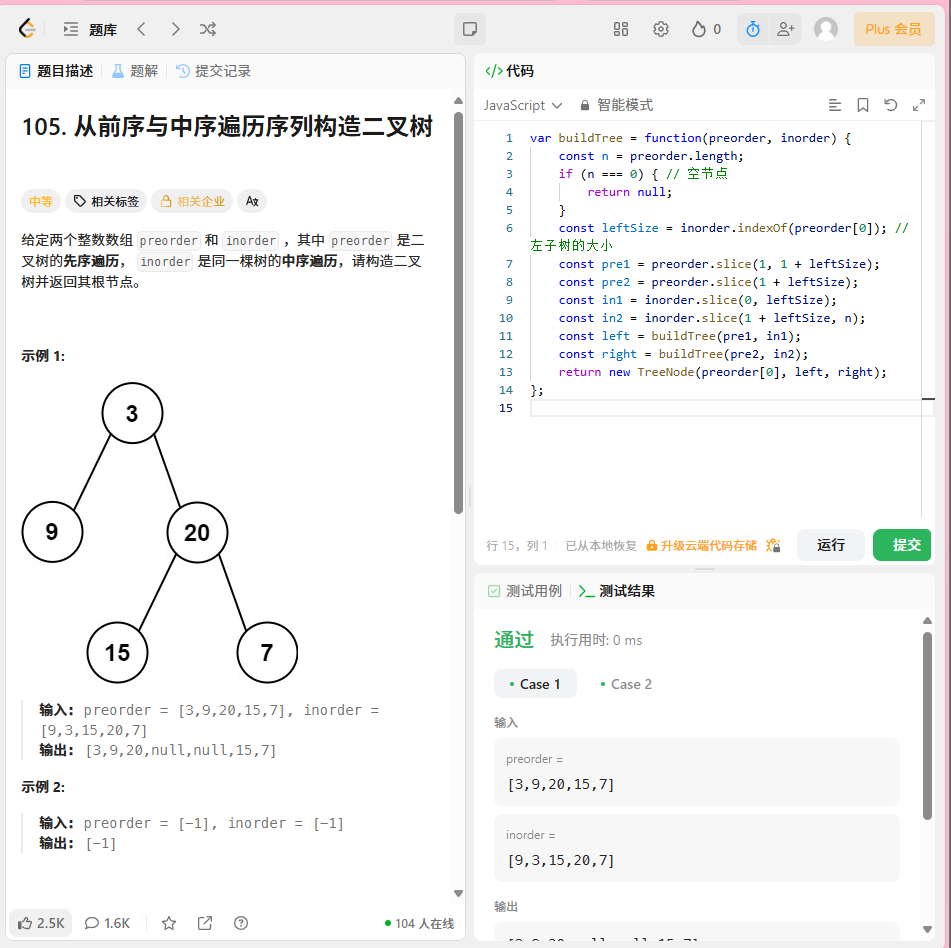 题库
0
Plus 会员
题目描述
题解
提交记录
105. 从前序与中序遍历序列构造二叉树
中等
相关标签
相关企业
给定两个整数数组 preorder 和 inorder ，其中 preorder 是二
叉树的先序遍历， inorder 是同一棵树的中序遍历，请构造二叉
树并返回其根节点。
示例 1:
3
9
20
15
7
输入: preorder = [3,9,20,15,7], inorder =
[9,3,15,20,7]
输出: [3,9,20,null,null,15,7]
示例 2:
输入: preorder = [-1], inorder = [-1]
输出: [-1]
2.5K
1.6K
104 人在线
</> 代码
JavaScript
智能模式
1 var buildTree = function(preorder, inorder) {
2 const n = preorder.length;
3 if (n === 0) { // 空节点
4 return null;
5 }
6 const leftSize = inorder.indexOf(preorder[0]); //
左子树的大小
7 const pre1 = preorder.slice(1, 1 + leftSize);
8 const pre2 = preorder.slice(1 + leftSize);
9 const in1 = inorder.slice(0, leftSize);
10 const in2 = inorder.slice(1 + leftSize, n);
11 const left = buildTree(pre1, in1);
12 const right = buildTree(pre2, in2);
13 return new TreeNode(preorder[0], left, right);
14 };
15
行 15，列 1
已从本地恢复
升级云端代码存储
运行
提交
测试用例
测试结果
通过
执行用时: 0 ms
Case 1
Case 2
输入
preorder =
[3,9,20,15,7]
inorder =
[9,3,15,20,7]
输出